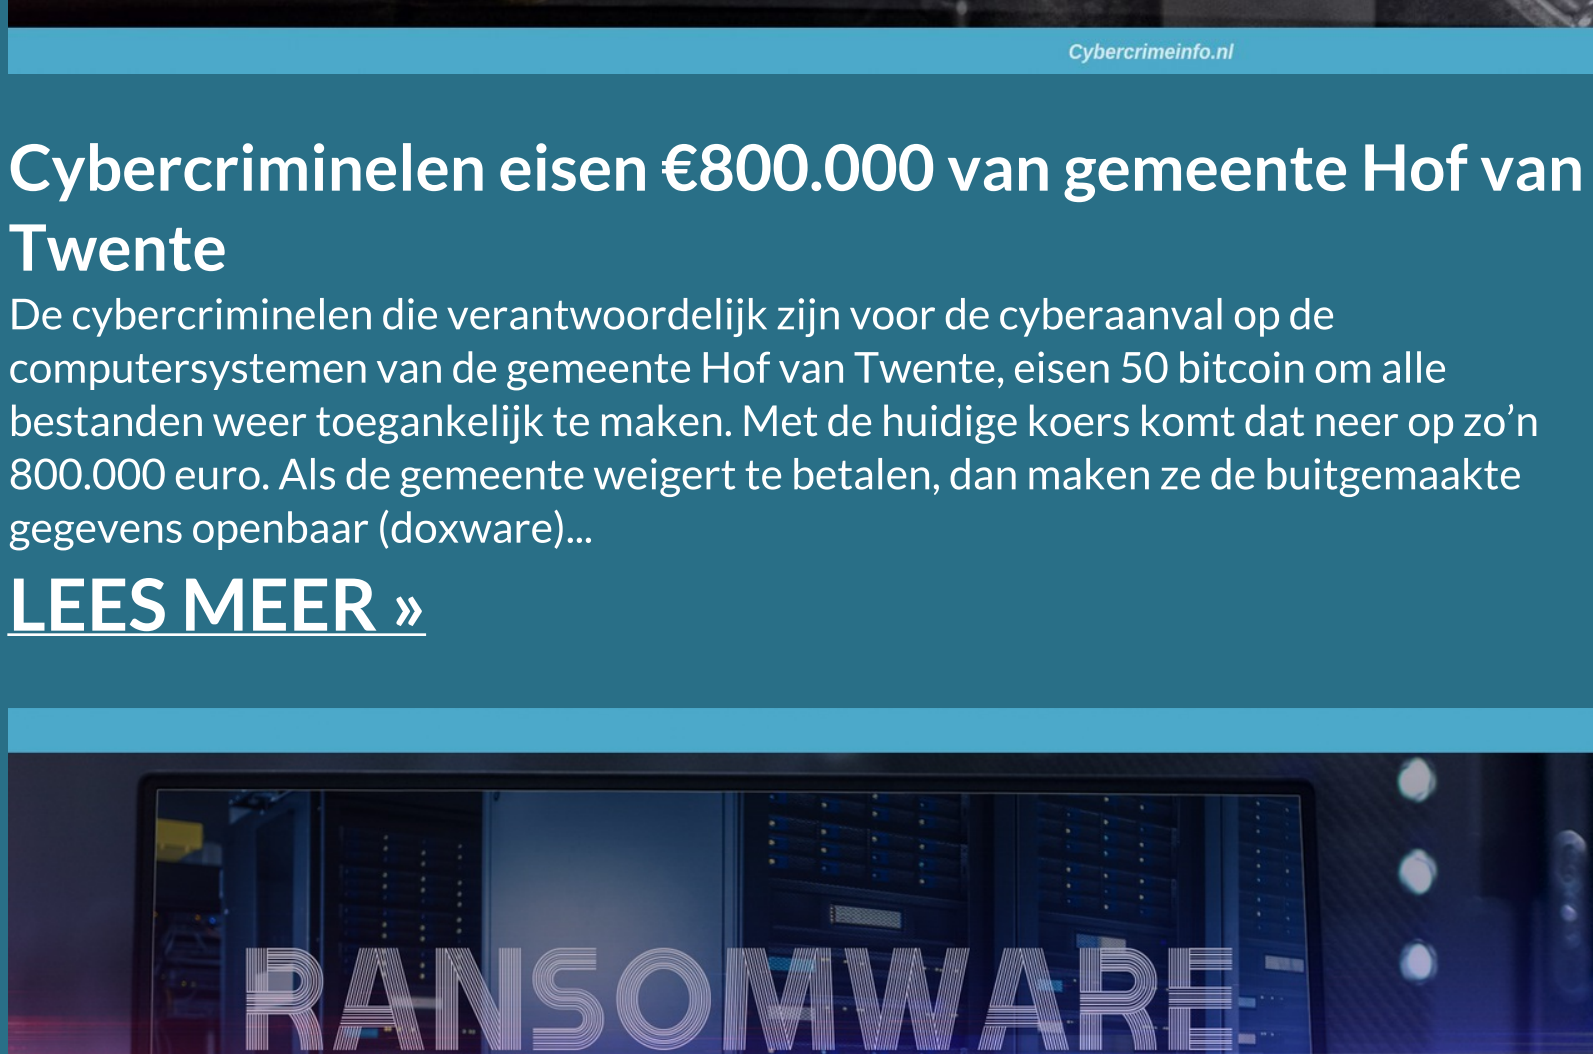 Cybercrimeinfo.nl
Cybercriminelen eisen €800.000 van gemeente Hof van
Twente
De cybercriminelen die verantwoordelijk zijn voor de cyberaanval op de
computersystemen van de gemeente Hof van Twente, eisen 50 bitcoin om alle
bestanden weer toegankelijk te maken. Met de huidige koers komt dat neer op zo’n
800.000 euro. Als de gemeente weigert te betalen, dan maken ze de buitgemaakte
gegevens openbaar (doxware)...
LEES MEER »
RANSOMWARE